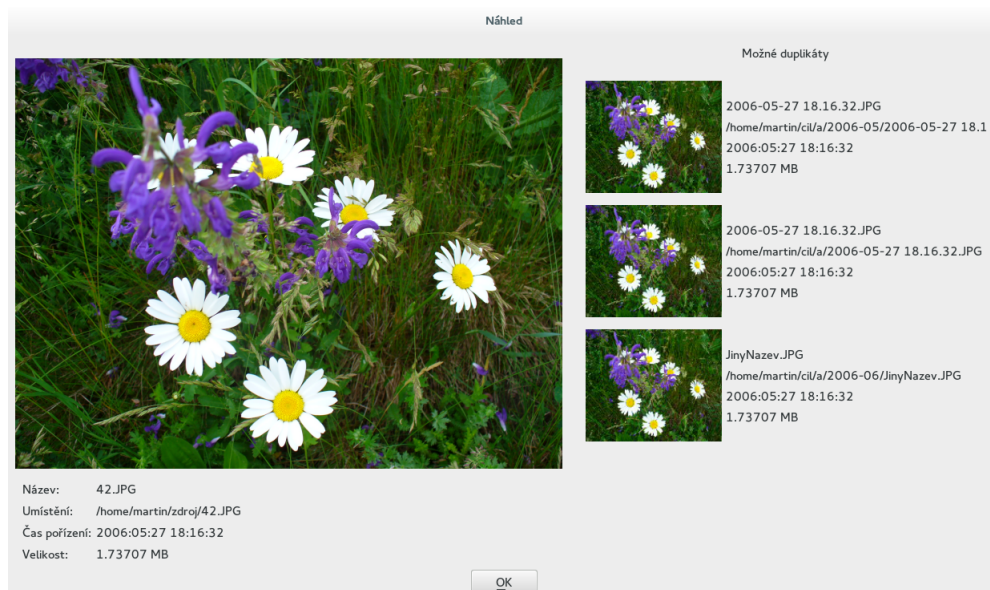 Náhled
Možné duplikáty
2006-05-27 18.16.32.JPG
/home/martin/cil/a/2006-05/2006-05-27 18.1
2006:05:27 18:16:32
1.73707 MB
2006-05-27 18.16.32.JPG
/home/martin/cil/a/2006-05-27 18.16.32.JPG
2006:05:27 18:16:32
1.73707 MB
JinyNazev.JPG
/home/martin/cil/a/2006-06/JinyNazev.JPG
2006:05:27 18:16:32
1.73707 MB
Název: 42.JPG
Umístění: /home/martin/zdroj/42.JPG
Čas pořízení: 2006:05:27 18:16:32
Velikost: 1.73707 MB
OK